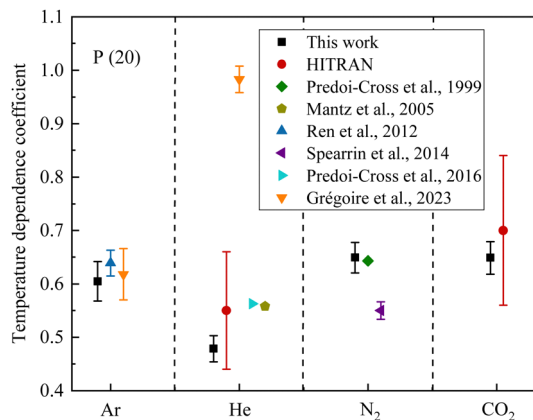 1.1
1.0
0.9
0.8
0.7
0.6
0.5
0.4
Temperature dependence coefficient
P (20)
This work
HITRAN
Predoi-Cross et al., 1999
Mantz et al., 2005
Ren et al., 2012
Spearrin et al., 2014
Predoi-Cross et al., 2016
Grégoire et al., 2023
Ar He N₂ CO₂